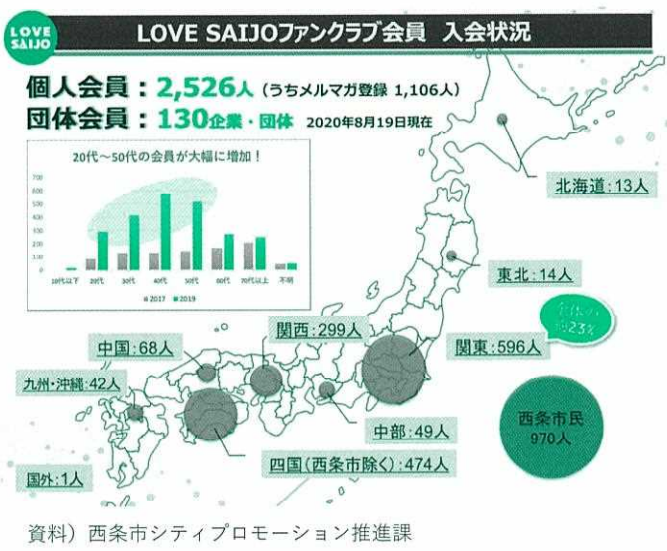 LOVE
SAIJO
LOVE SAIJOファンクラブ会員 入会状況
個人会員：2,526人（うちメルマガ登録 1,106人）
団体会員：130企業・団体 2020年8月19日現在
20代～50代の会員が大幅に増加！
700
600
500
400
300
200
100
0
10代以下 20代 30代 40代 50代 60代 70代以上 不明
2017 2019
北海道：13人
東北：14人
約23%
関西：299人
関東：596人
中国：68人
九州・沖縄：42人
西条市民
970人
中部：49人
四国（西条市除く）：474人
国外：1人
資料）西条市シティプロモーション推進課